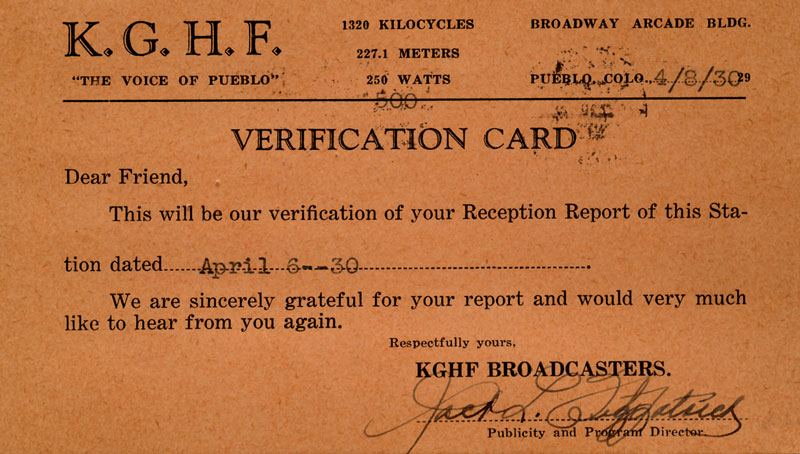 K. G. H. F.
"THE VOICE OF PUEBLO"
1320 KILOCYCLES
227.1 METERS
250 WATTS
500
BROADWAY ARCADE BLDG.
PUEBLO, COLO., 4/8/30 29
VERIFICATION CARD
Dear Friend,
This will be our verification of your Reception Report of this Sta-
tion dated......April 6--30......
We are sincerely grateful for your report and would very much
like to hear from you again.
Respectfully yours,
KGHF BROADCASTERS.
Jack L. Fitzpatrick
Publicity and Program Director